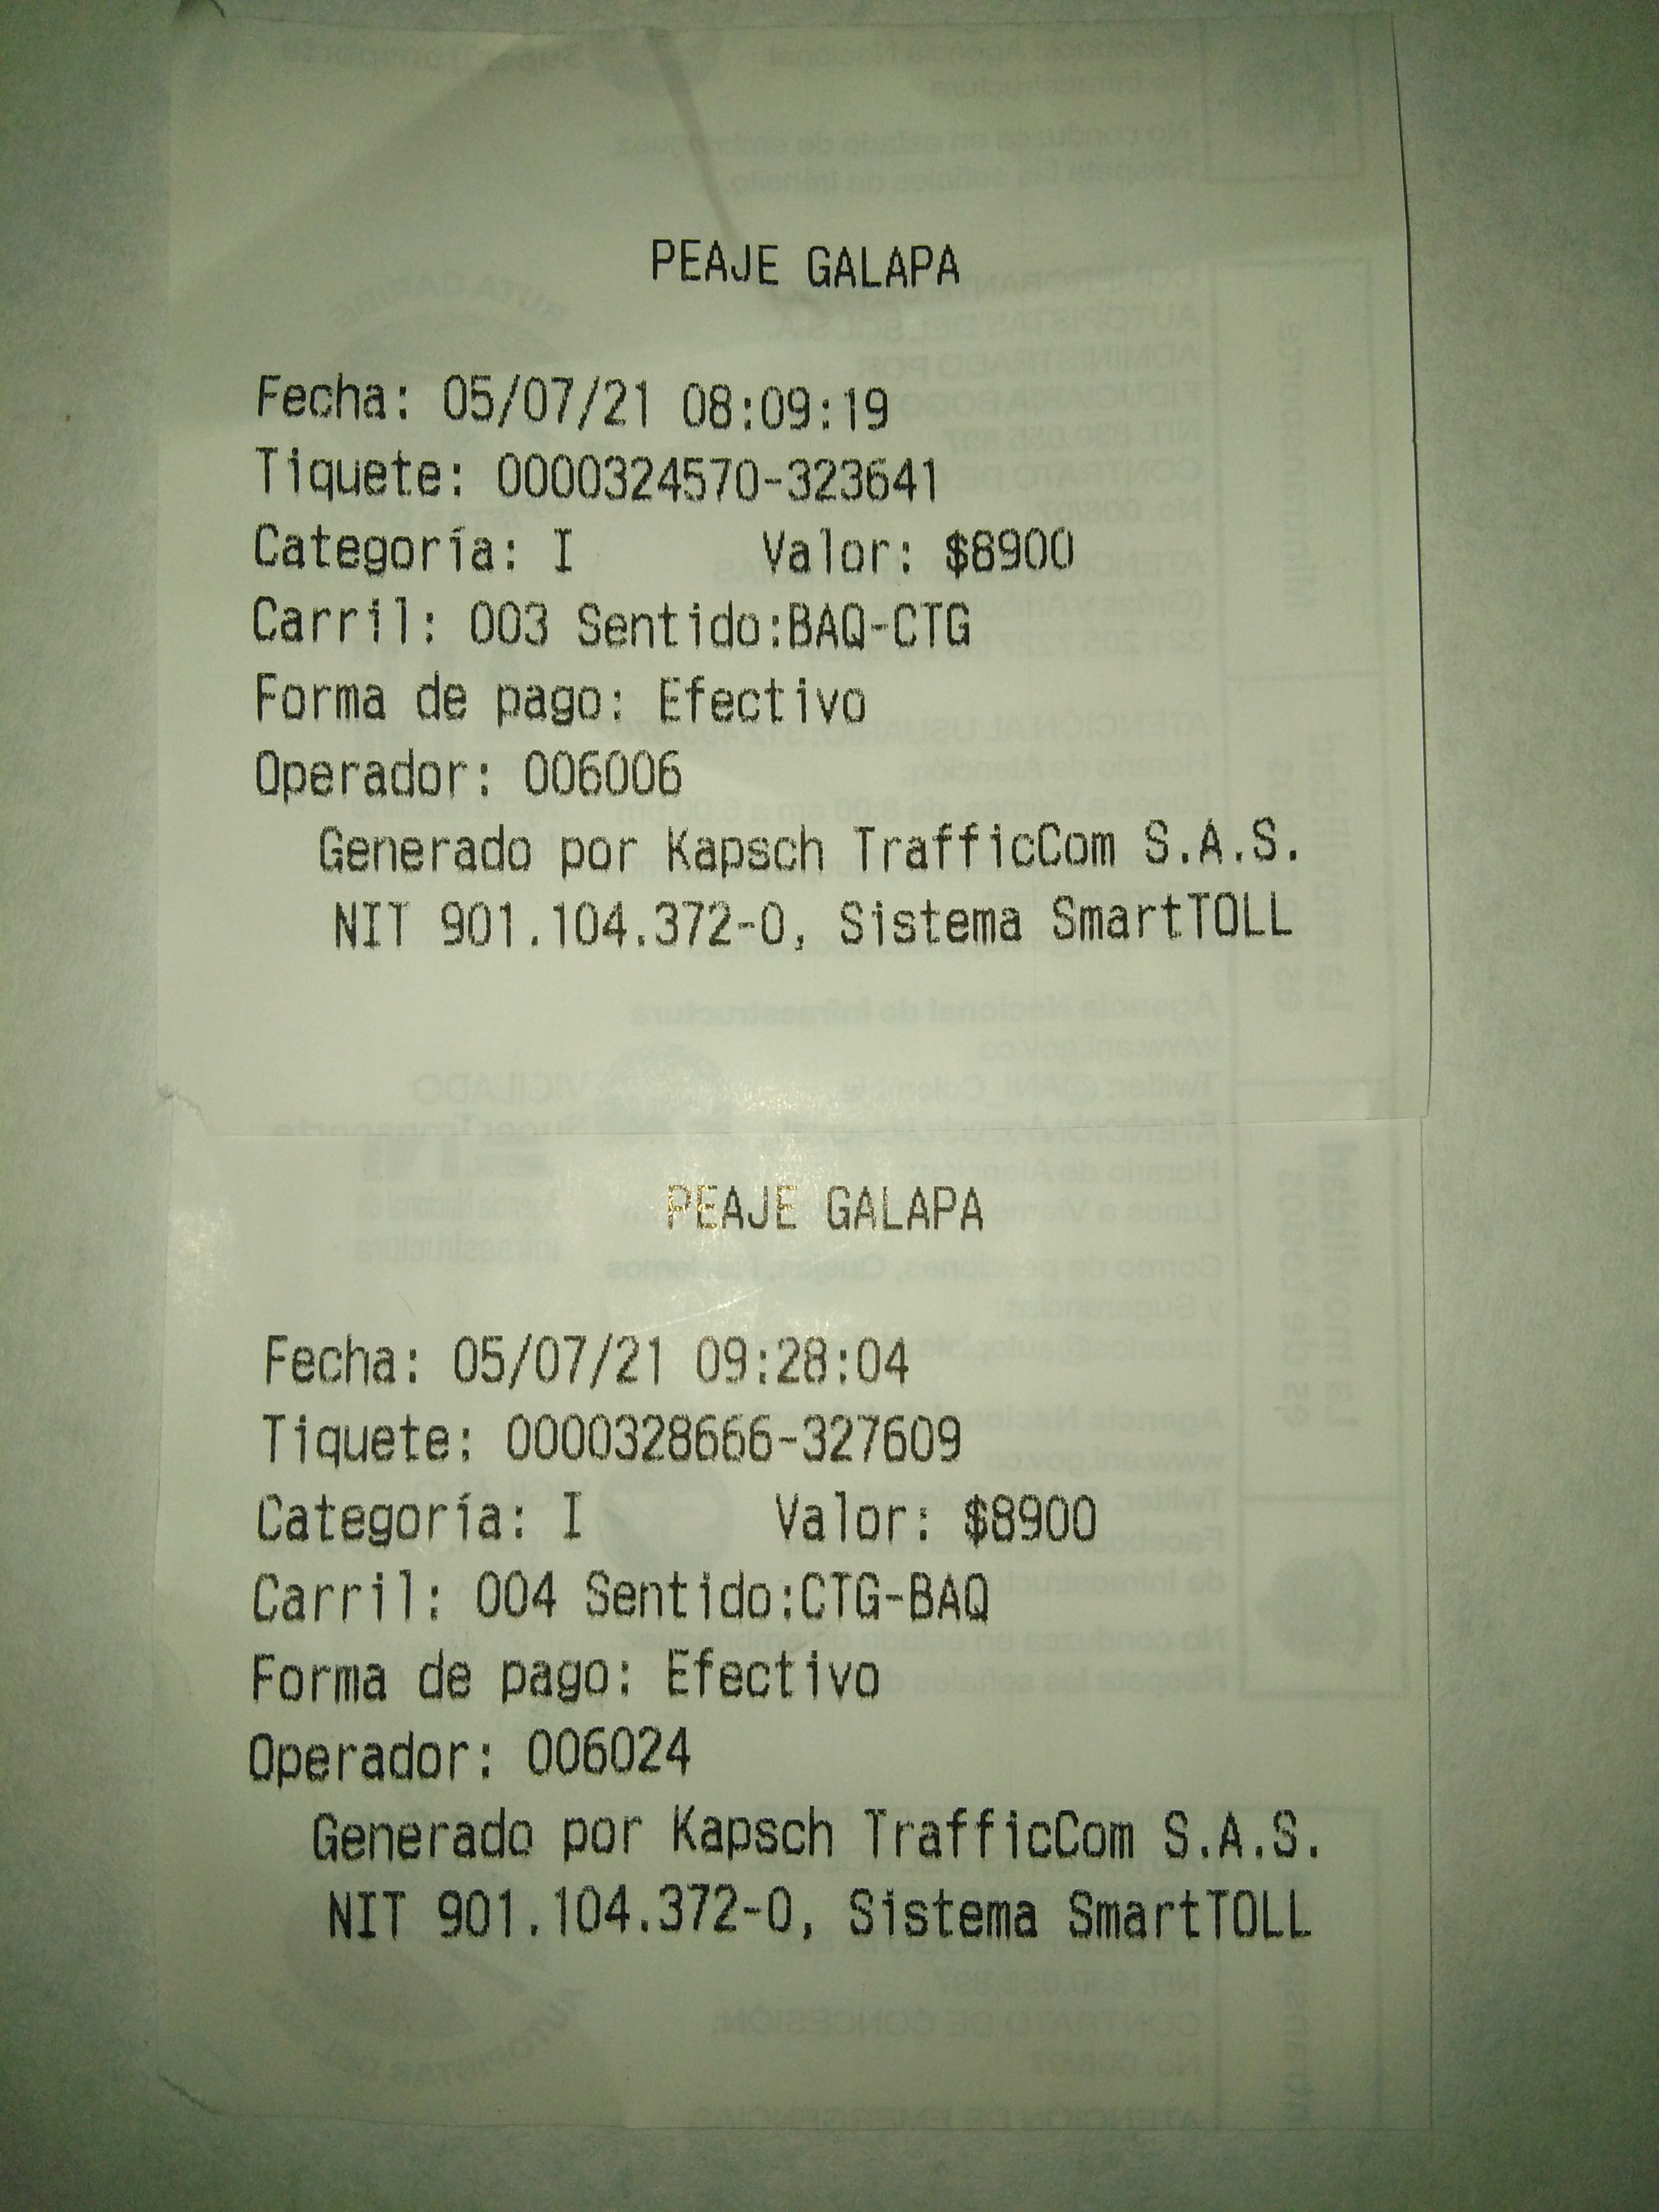 PEAJE GALAPA
Fecha: 05/07/21 08:09:19
Tiquete: 0000324570-323641
Categoría: I Valor: $8900
Carril: 003 Sentido:BAQ-CTG
Forma de pago: Efectivo
Operador: 006006
Generado por Kapsch TrafficCom S.A.S.
NIT 901.104.372-0, Sistema SmartTOLL
PEAJE GALAPA
Fecha: 05/07/21 09:28:04
Tiquete: 0000328666-327609
Categoría: I Valor: $8900
Carril: 004 Sentido:CTG-BAQ
Forma de pago: Efectivo
Operador: 006024
Generado por Kapsch TrafficCom S.A.S.
NIT 901.104.372-0, Sistema SmartTOLL